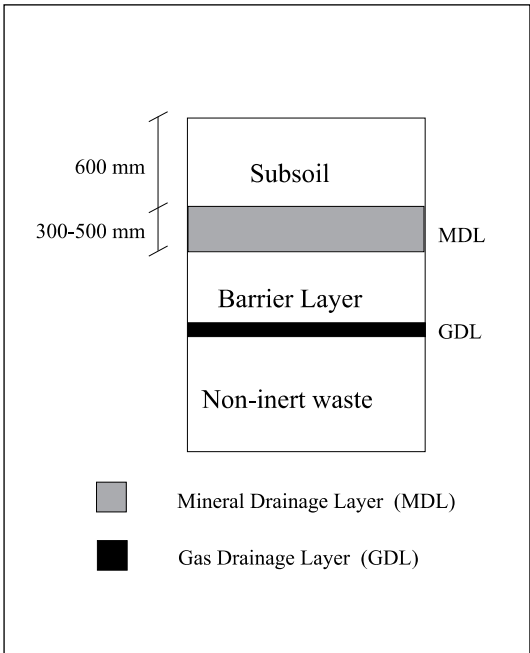 600 mm
Subsoil
300-500 mm
MDL
Barrier Layer
GDL
Non-inert waste
Mineral Drainage Layer (MDL)
Gas Drainage Layer (GDL)